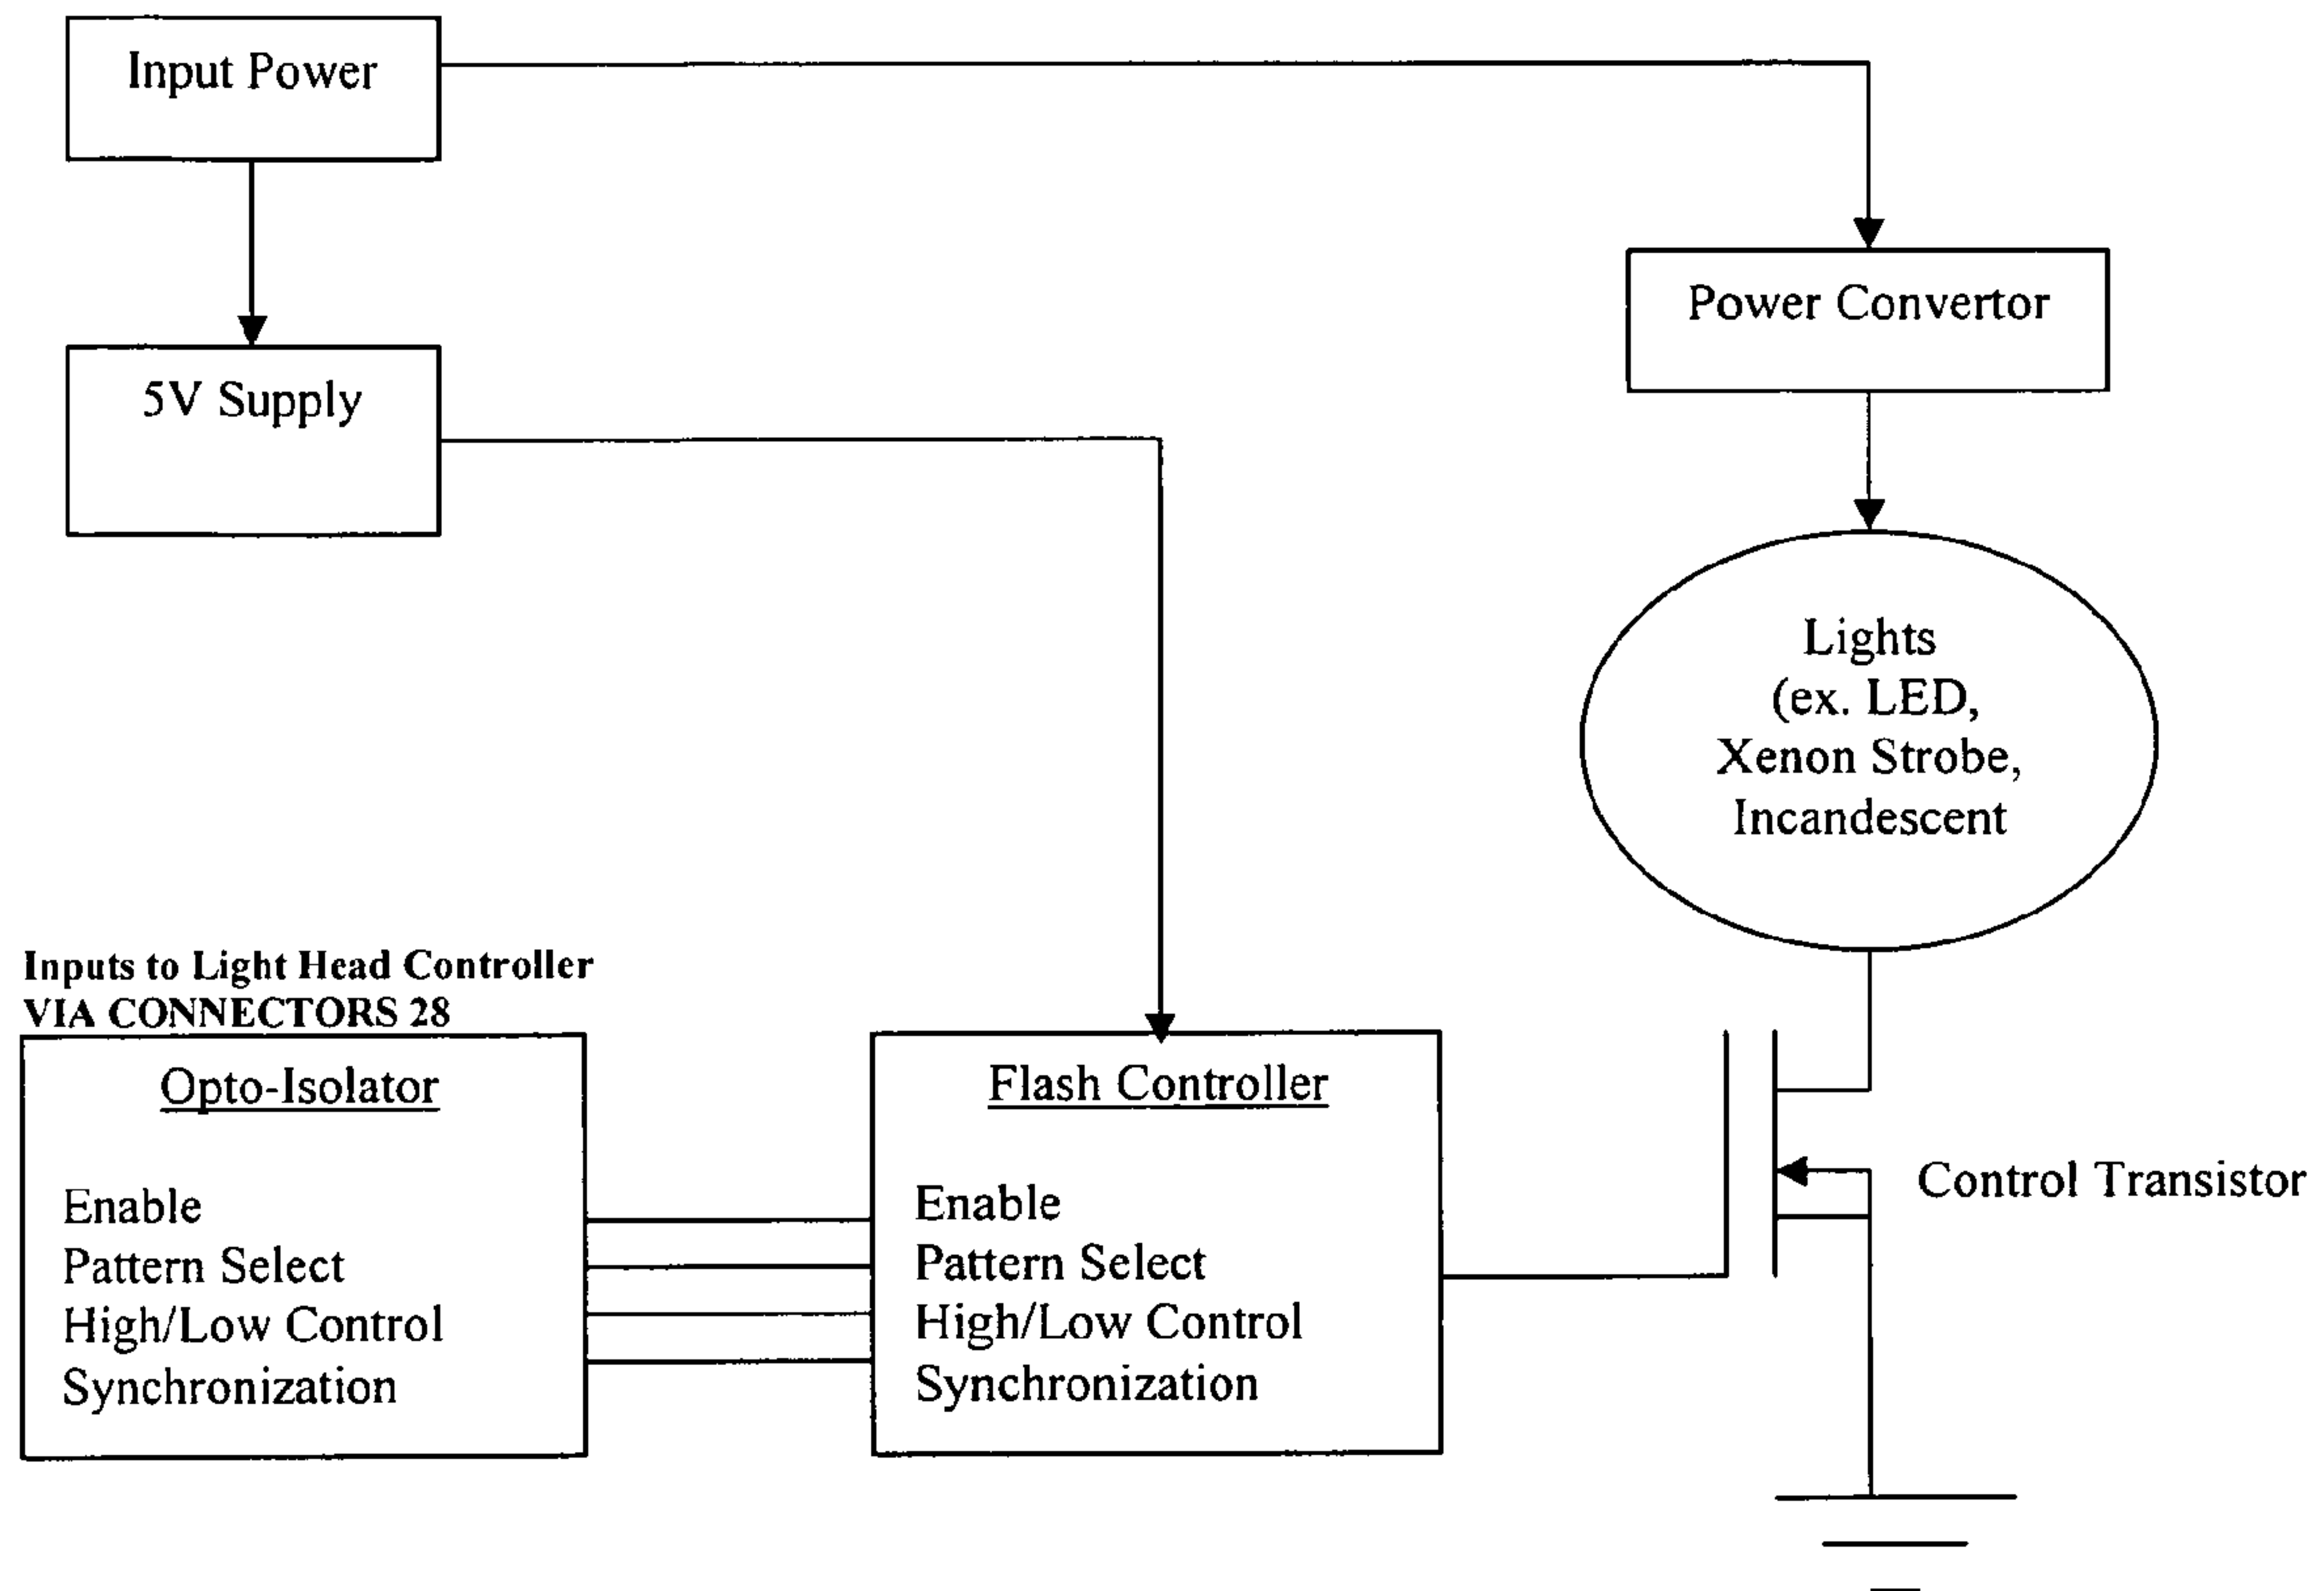 Input Power
Power Convertor
5V Supply
Lights
(ex. LED,
Xenon Strobe,
Incandescent
Inputs to Light Head Controller
VIA CONNECTORS 28
Opto-Isolator
Enable
Pattern Select
High/Low Control
Synchronization
Flash Controller
Enable
Pattern Select
High/Low Control
Synchronization
Control Transistor